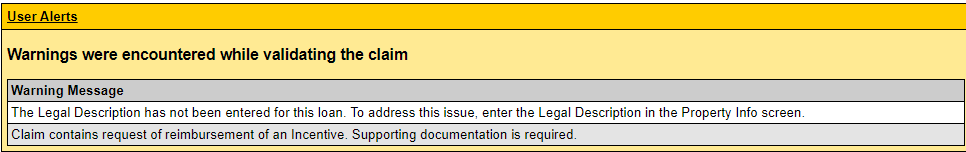 User Alerts
Warnings were encountered while validating the claim
Warning Message
The Legal Description has not been entered for this loan. To address this issue, enter the Legal Description in the Property Info screen.
Claim contains request of reimbursement of an Incentive. Supporting documentation is required.